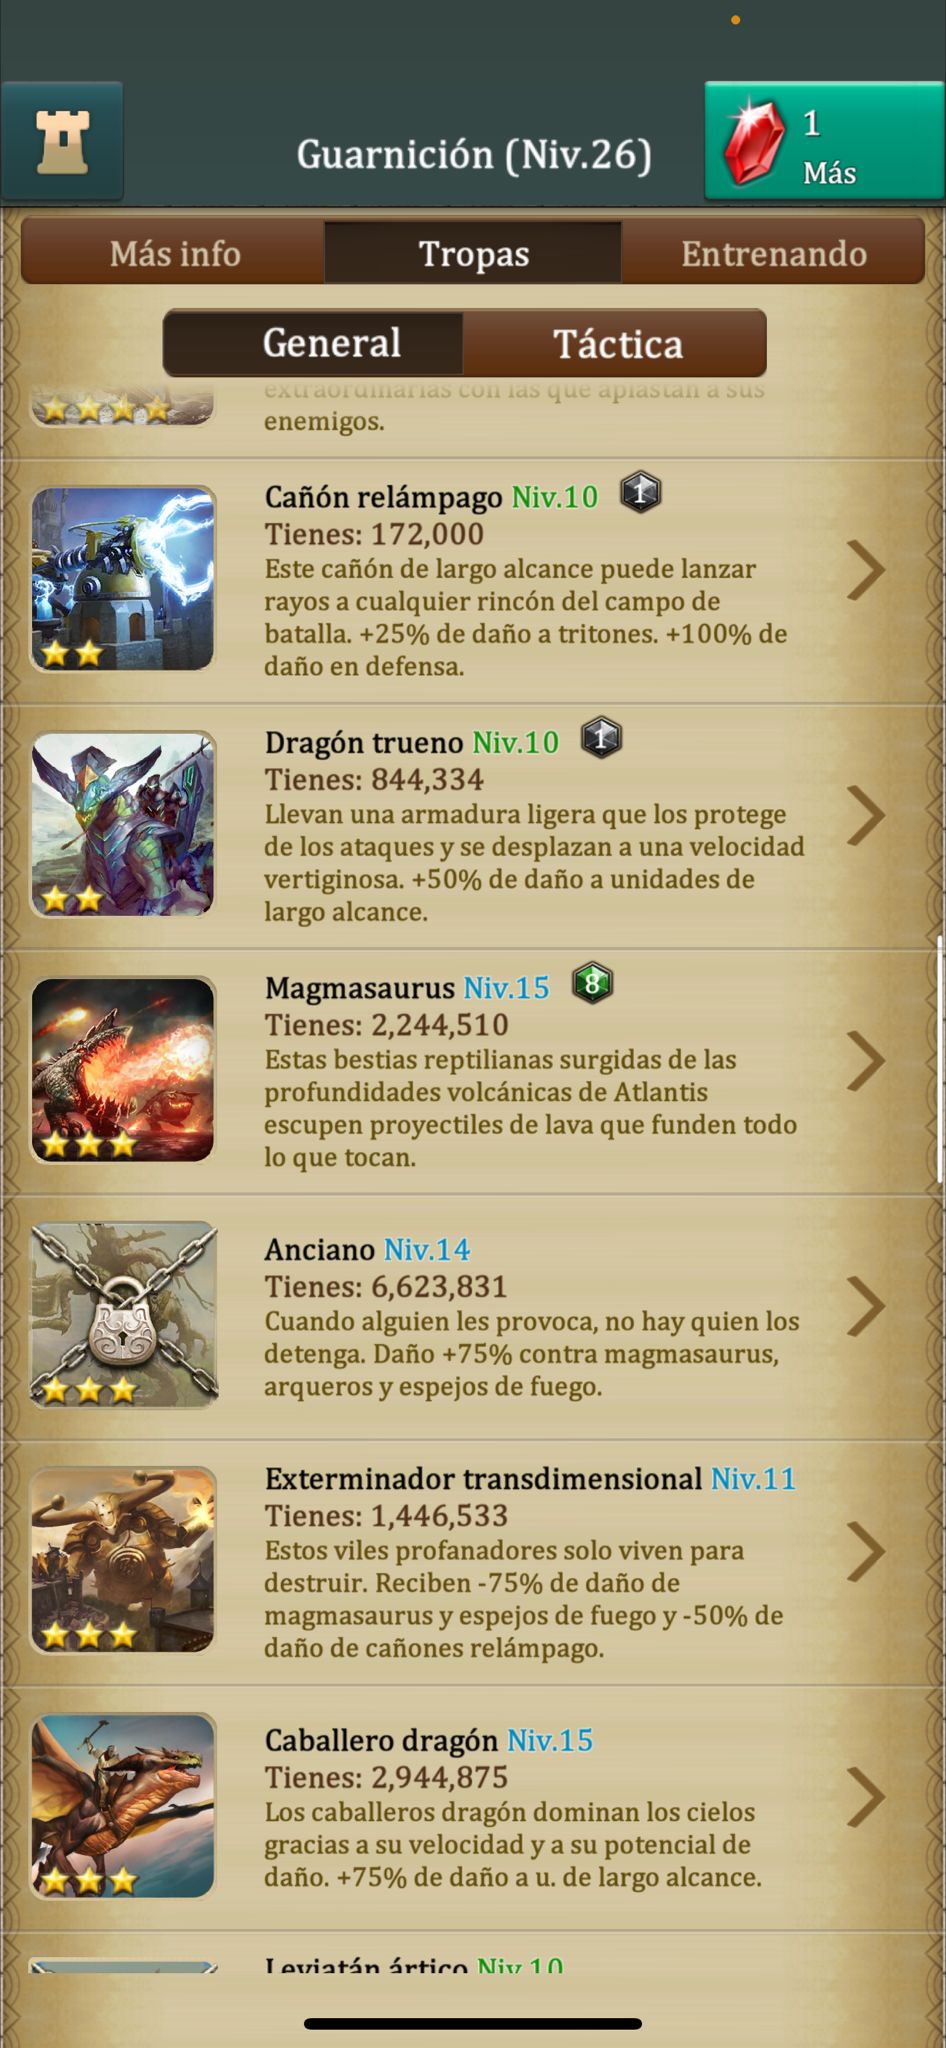 1
Más
Guarnición (Niv.26)
Más info
Tropas
Entrenando
General
Táctica
extraordinarias con las que aplastan a sus
enemigos.
Cañón relámpago Niv.10 1
Tienes: 172,000
Este cañón de largo alcance puede lanzar
rayos a cualquier rincón del campo de
batalla. +25% de daño a tritones. +100% de
daño en defensa.
Dragón trueno Niv.10 1
Tienes: 844,334
Llevan una armadura ligera que los protege
de los ataques y se desplazan a una velocidad
vertiginosa. +50% de daño a unidades de
largo alcance.
Magmasaurus Niv.15 8
Tienes: 2,244,510
Estas bestias reptilianas surgidas de las
profundidades volcánicas de Atlantis
escupen proyectiles de lava que funden todo
lo que tocan.
Anciano Niv.14
Tienes: 6,623,831
Cuando alguien les provoca, no hay quien los
detenga. Daño +75% contra magmasaurus,
arqueros y espejos de fuego.
Exterminador transdimensional Niv.11
Tienes: 1,446,533
Estos viles profanadores solo viven para
destruir. Reciben -75% de daño de
magmasaurus y espejos de fuego y -50% de
daño de cañones relámpago.
Caballero dragón Niv.15
Tienes: 2,944,875
Los caballeros dragón dominan los cielos
gracias a su velocidad y a su potencial de
daño. +75% de daño a u. de largo alcance.
Leviatán ártico Niv.10